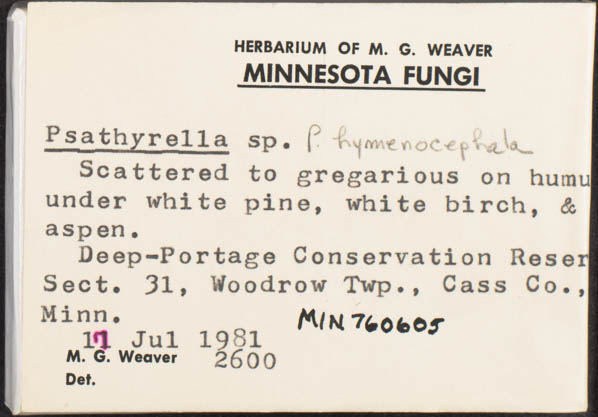 HERBARIUM OF M. G. WEAVER
MINNESOTA FUNGI
Psathyrella sp. P. hymenocephala
Scattered to gregarious on humu
under white pine, white birch, &
aspen.
Deep-Portage Conservation Reser
Sect. 31, Woodrow Twp., Cass Co.,
Minn.
MIN760605
17 Jul 1981
M. G. Weaver 2600
Det.